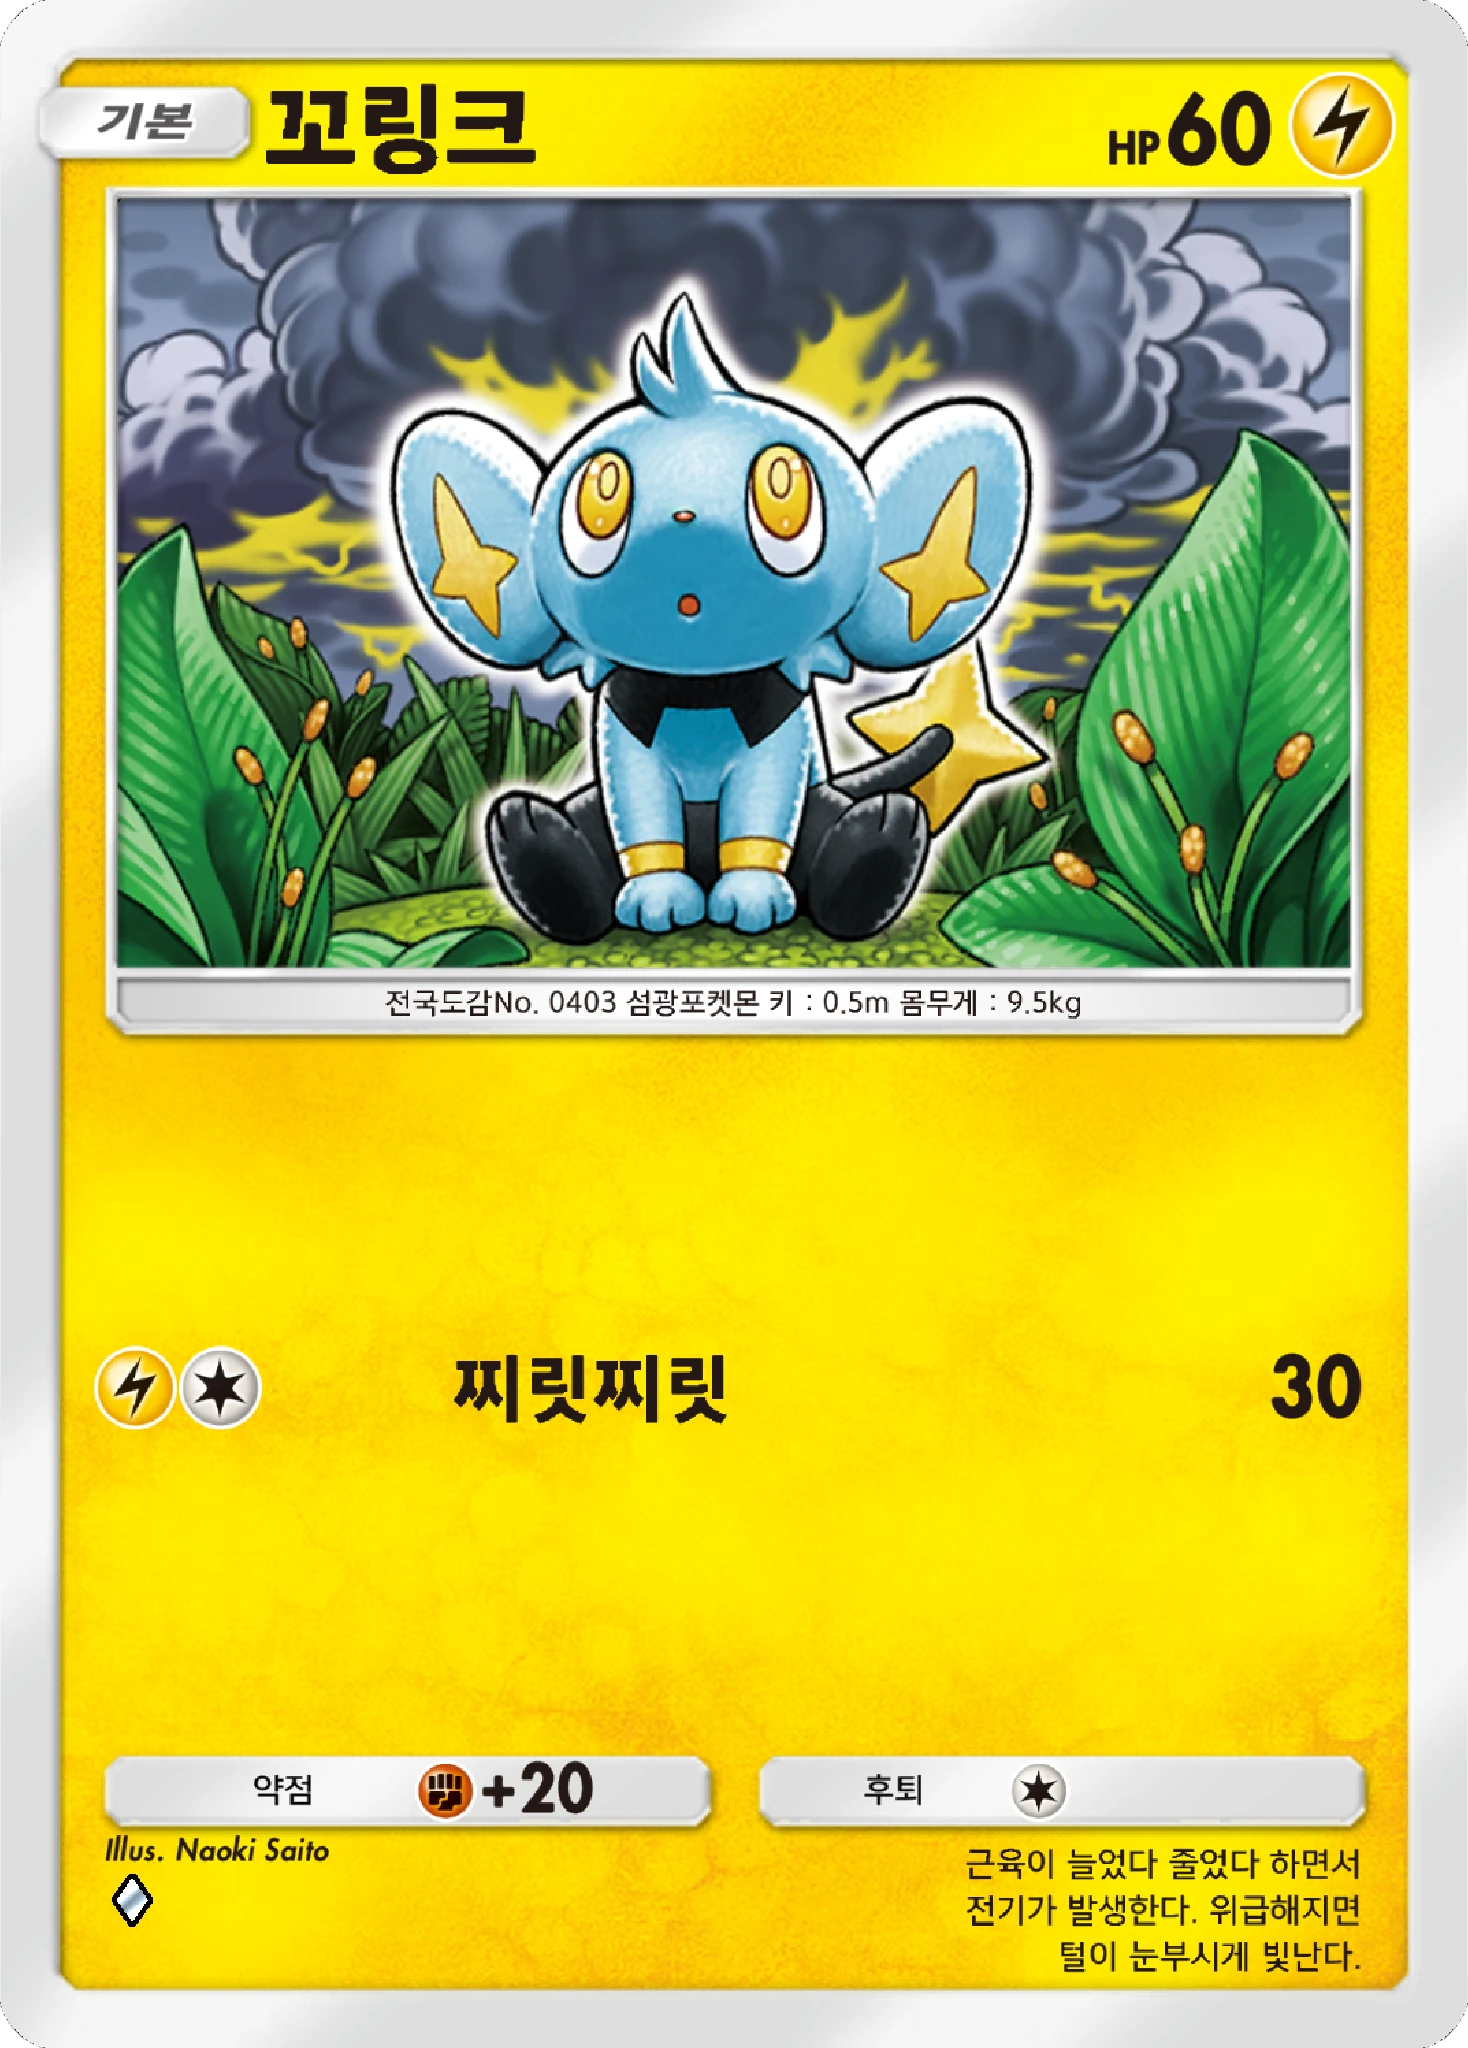 기본 꼬링크 HP 60
전국도감No. 0403 섬광포켓몬 키 : 0.5m 몸무게 : 9.5kg
찌릿찌릿 30
약점 +20 후퇴
Illus. Naoki Saito
근육이 늘었다 줄었다 하면서
전기가 발생한다. 위급해지면
털이 눈부시게 빛난다.